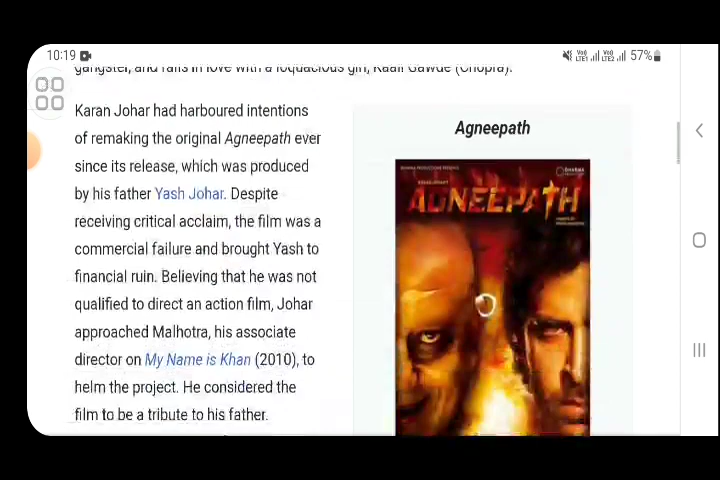 10:19
57%
gangster, and falls in love with a loquacious girl, Kaali Gawde (Chopra).
Karan Johar had harboured intentions
of remaking the original Agneepath ever
since its release, which was produced
by his father Yash Johar. Despite
receiving critical acclaim, the film was a
commercial failure and brought Yash to
financial ruin. Believing that he was not
qualified to direct an action film, Johar
approached Malhotra, his associate
director on My Name is Khan (2010), to
helm the project. He considered the
film to be a tribute to his father.
Agneepath
AGNEEPATH